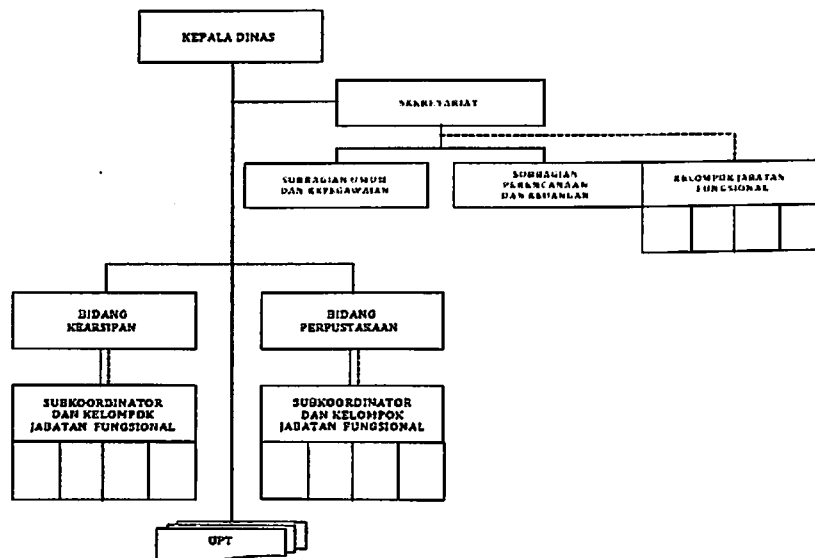 KEPALA DINAS
SEKRETARIAT
SUBBAGIAN UMUM
DAN KEPEGAWAIAN
SUBBAGIAN
PERENCANAAN
DAN KEUANGAN
KELOMPOK JABATAN
FUNGSIONAL
BIDANG
KEARSIPAN
BIDANG
PERPUSTAKAAN
SUBKOORDINATOR
DAN KELOMPOK
JABATAN FUNGSIONAL
SUBKOORDINATOR
DAN KELOMPOK
JABATAN FUNGSIONAL
UPT